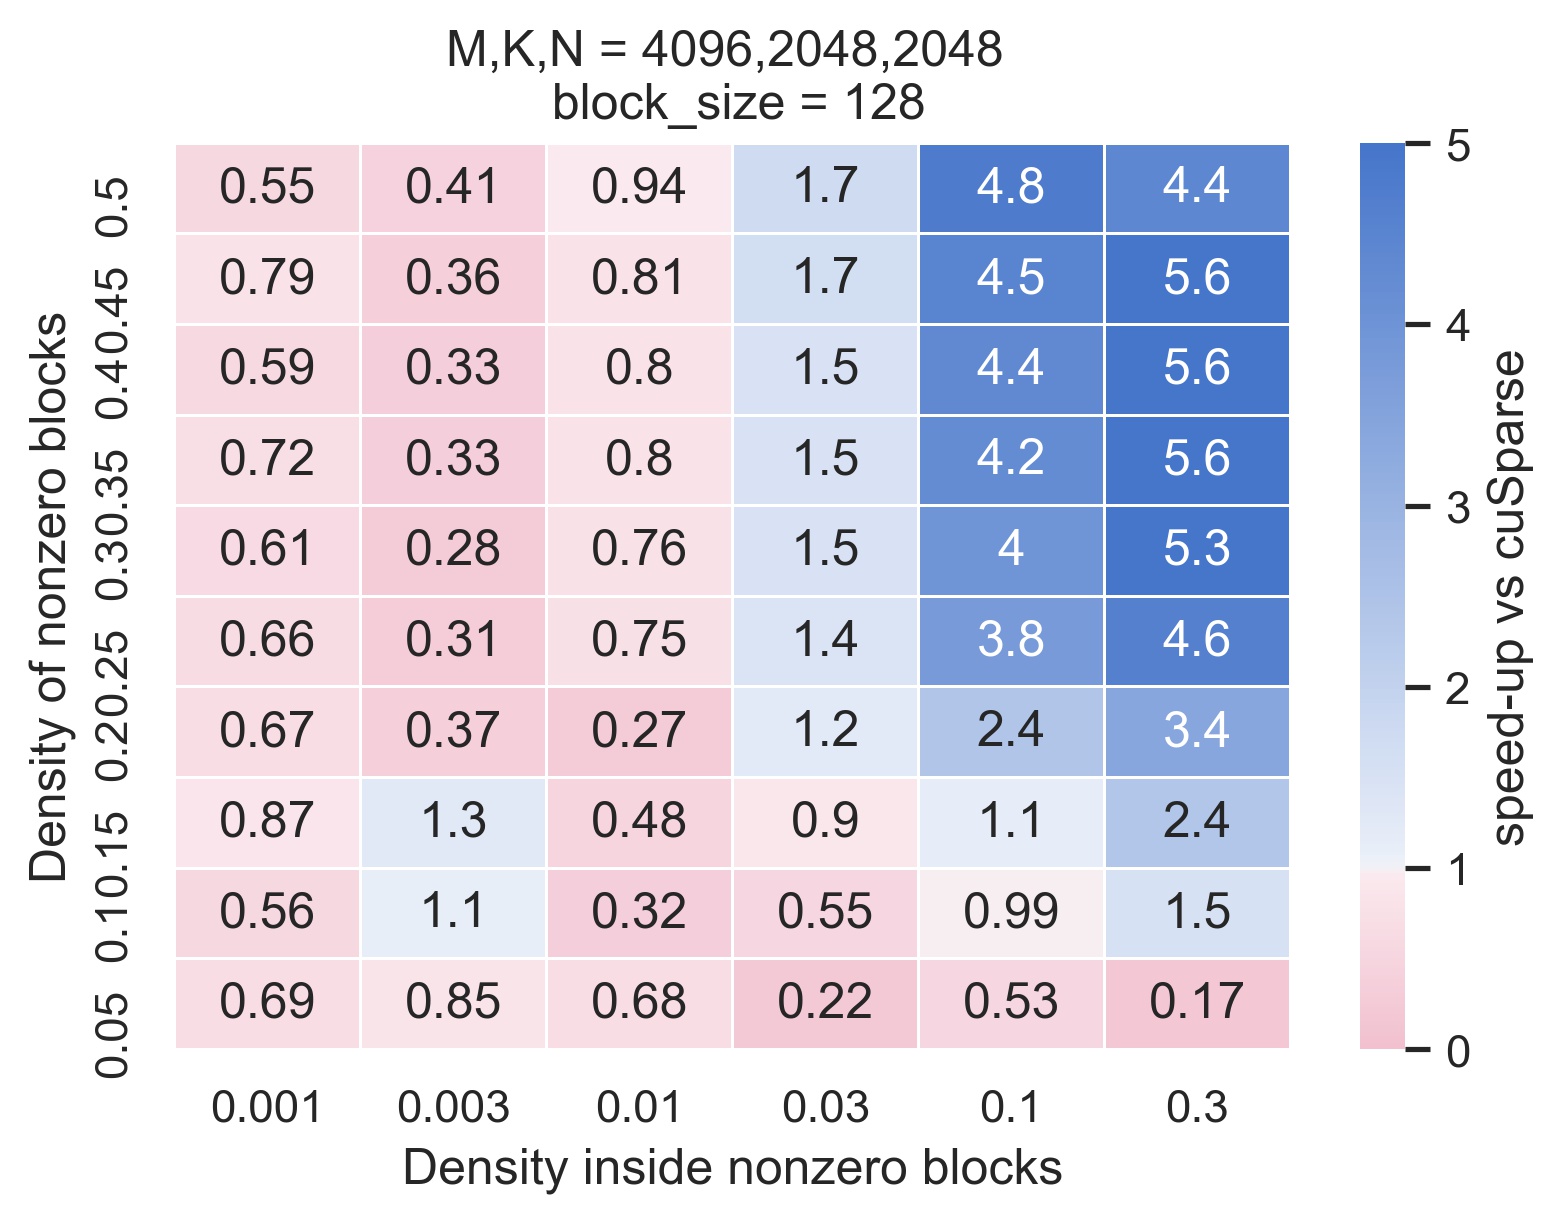 M,K,N = 4096,2048,2048
block_size = 128
Density of nonzero blocks
0.5 0.55 0.41 0.94 1.7 4.8 4.4
0.45 0.79 0.36 0.81 1.7 4.5 5.6
0.4 0.59 0.33 0.8 1.5 4.4 5.6
0.35 0.72 0.33 0.8 1.5 4.2 5.6
0.3 0.61 0.28 0.76 1.5 4 5.3
0.25 0.66 0.31 0.75 1.4 3.8 4.6
0.2 0.67 0.37 0.27 1.2 2.4 3.4
0.15 0.87 1.3 0.48 0.9 1.1 2.4
0.1 0.56 1.1 0.32 0.55 0.99 1.5
0.05 0.69 0.85 0.68 0.22 0.53 0.17
0.001 0.003 0.01 0.03 0.1 0.3
Density inside nonzero blocks
5
4
3
2
1
0
speed-up vs cuSparse